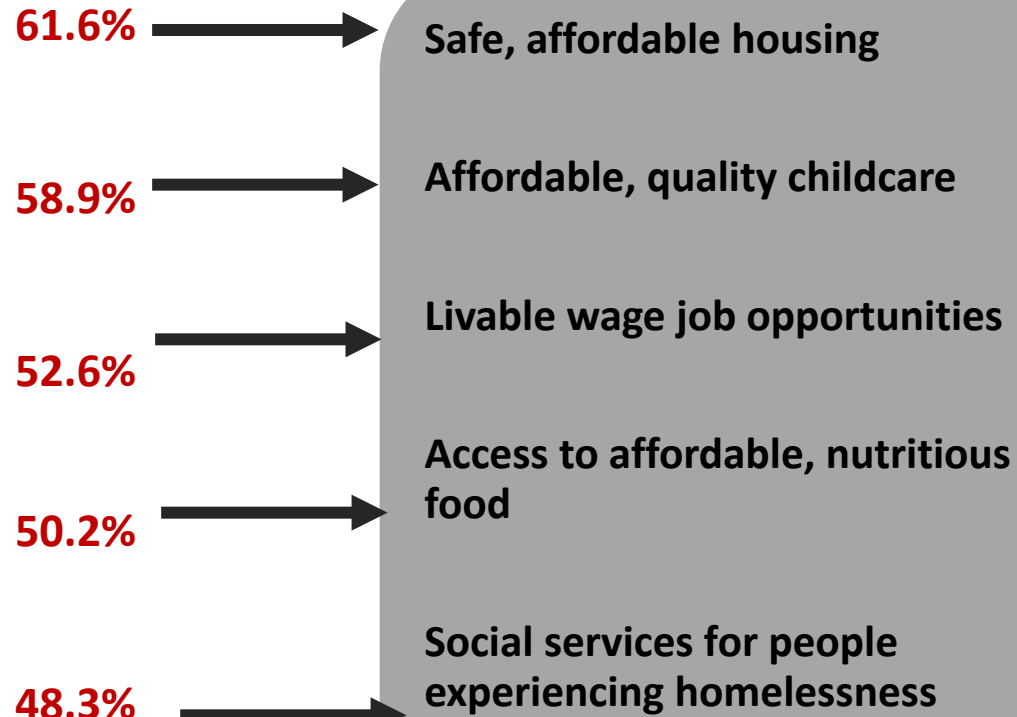 61.6%
Safe, affordable housing
58.9%
Affordable, quality childcare
52.6%
Livable wage job opportunities
50.2%
Access to affordable, nutritious
food
48.3%
Social services for people
experiencing homelessness